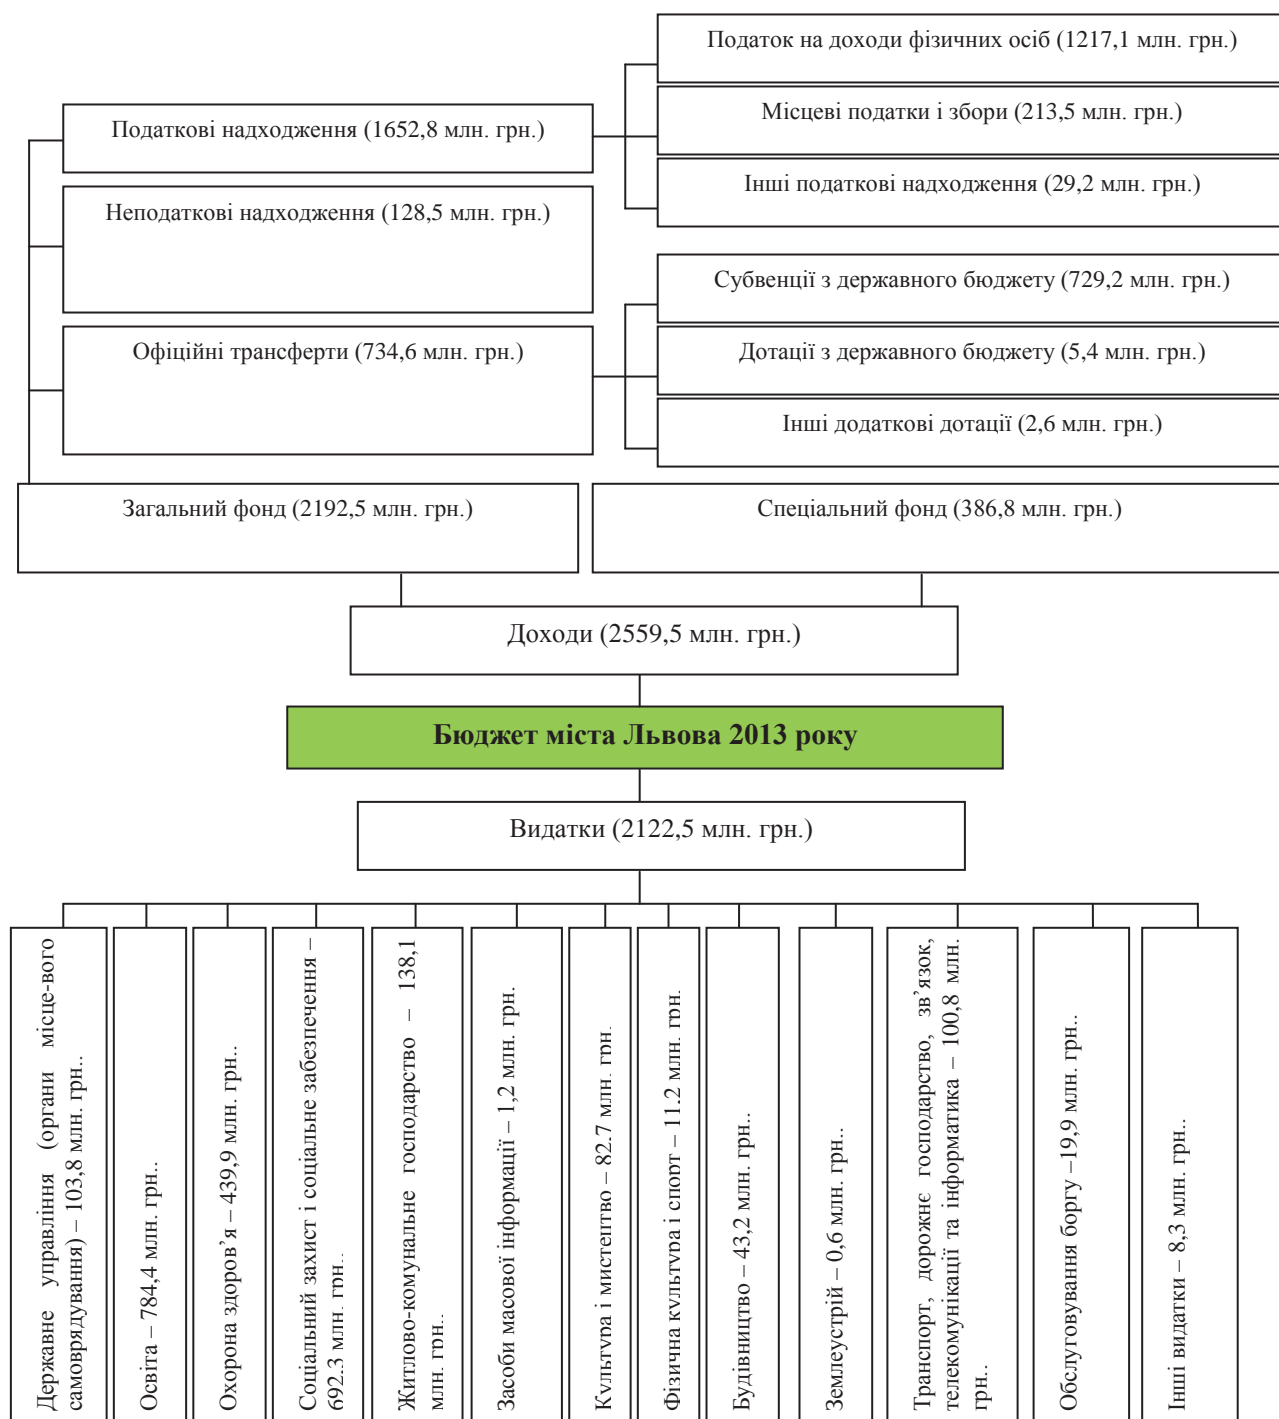 Податок на доходи фізичних осіб (1217,1 млн. грн.)
Місцеві податки і збори (213,5 млн. грн.)
Податкові надходження (1652,8 млн. грн.)
Інші податкові надходження (29,2 млн. грн.)
Неподаткові надходження (128,5 млн. грн.)
Субвенції з державного бюджету (729,2 млн. грн.)
Офіційні трансферти (734,6 млн. грн.)
Дотації з державного бюджету (5,4 млн. грн.)
Інші додаткові дотації (2,6 млн. грн.)
Загальний фонд (2192,5 млн. грн.)
Спеціальний фонд (386,8 млн. грн.)
Доходи (2559,5 млн. грн.)
Бюджет міста Львова 2013 року
Видатки (2122,5 млн. грн.)
Державне управління (органи місце-вого
самоврядування) – 103,8 млн. грн..
Освіта – 784,4 млн. грн..
Охорона здоров’я – 439,9 млн. грн..
Соціальний захист і соціальне забезпечення –
692.3 млн. грн..
Житлово-комунальне господарство – 138,1
млн. грн..
Засоби масової інформації – 1,2 млн. грн.
Культура і мистецтво – 82.7 млн. грн.
Фізична культура і спорт – 11.2 млн. грн.
Будівництво – 43,2 млн. грн..
Землеустрій – 0,6 млн. грн..
Транспорт, дорожнє господарство, зв’язок,
телекомунікації та інформатика – 100,8 млн.
грн..
Обслуговування боргу –19,9 млн. грн..
Інші видатки – 8,3 млн. грн..